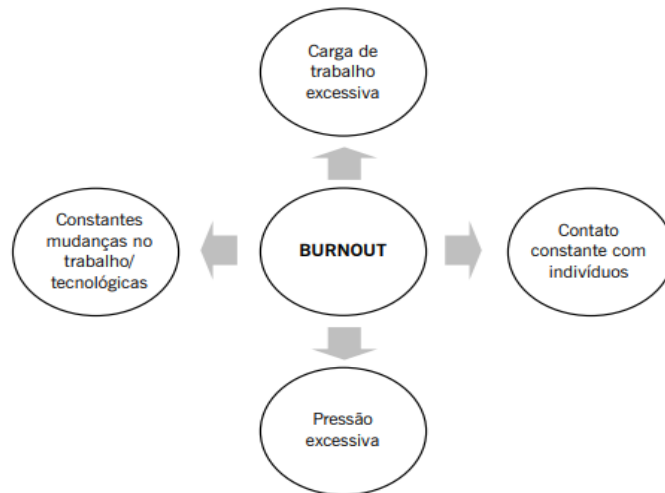 Carga de
trabalho
excessiva
Constantes
mudanças no
trabalho/
tecnológicas
BURNOUT
Contato
constante com
indivíduos
Pressão
excessiva